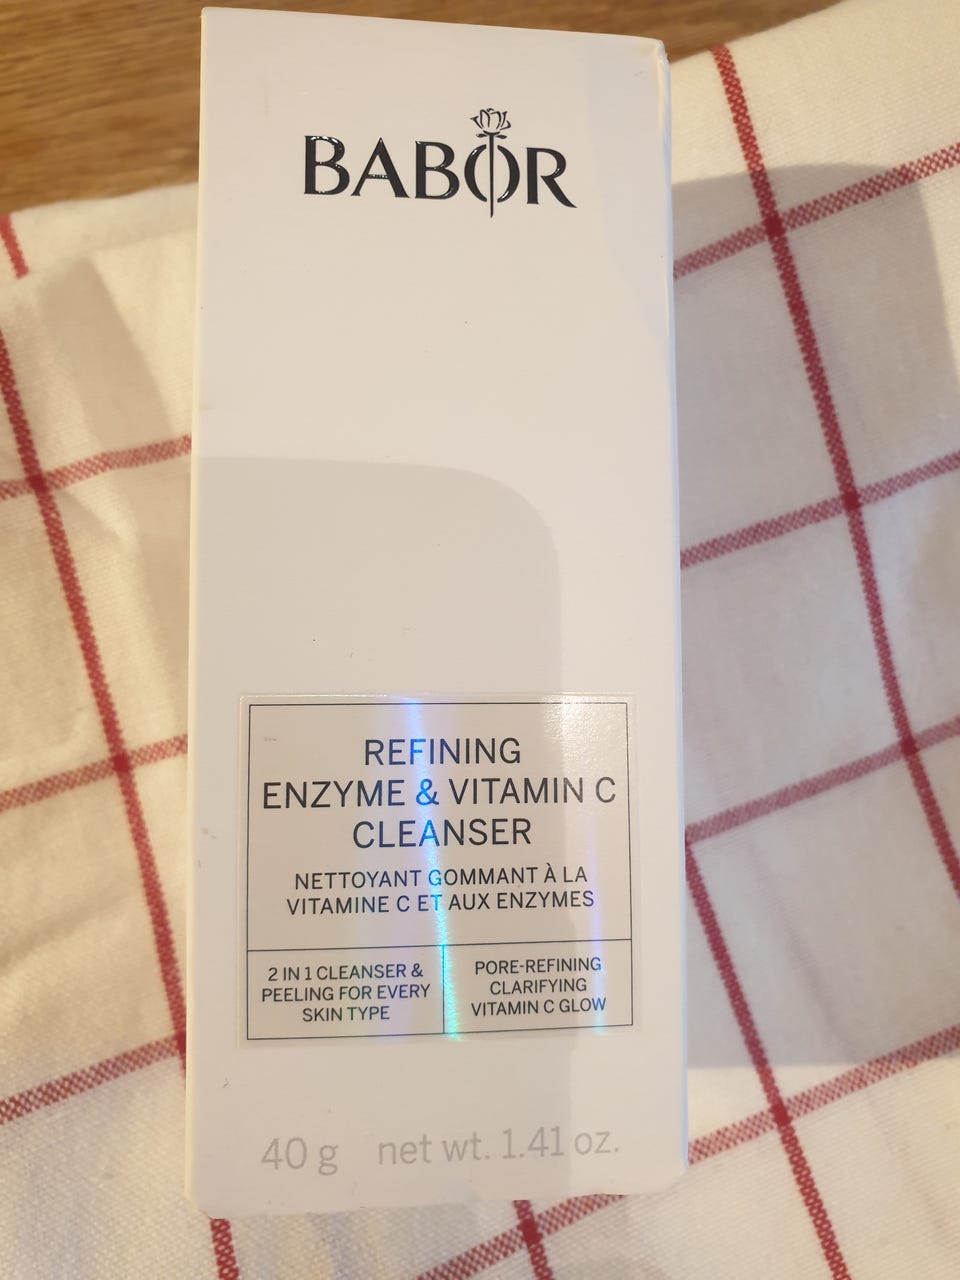 BABOR
REFINING
ENZYME & VITAMIN C
CLEANSER
NETTOYANT GOMMANT À LA
VITAMINE C ET AUX ENZYMES
2 IN 1 CLEANSER &
PEELING FOR EVERY
SKIN TYPE
PORE-REFINING
CLARIFYING
VITAMIN C GLOW
40 g net wt. 1.41 oz.